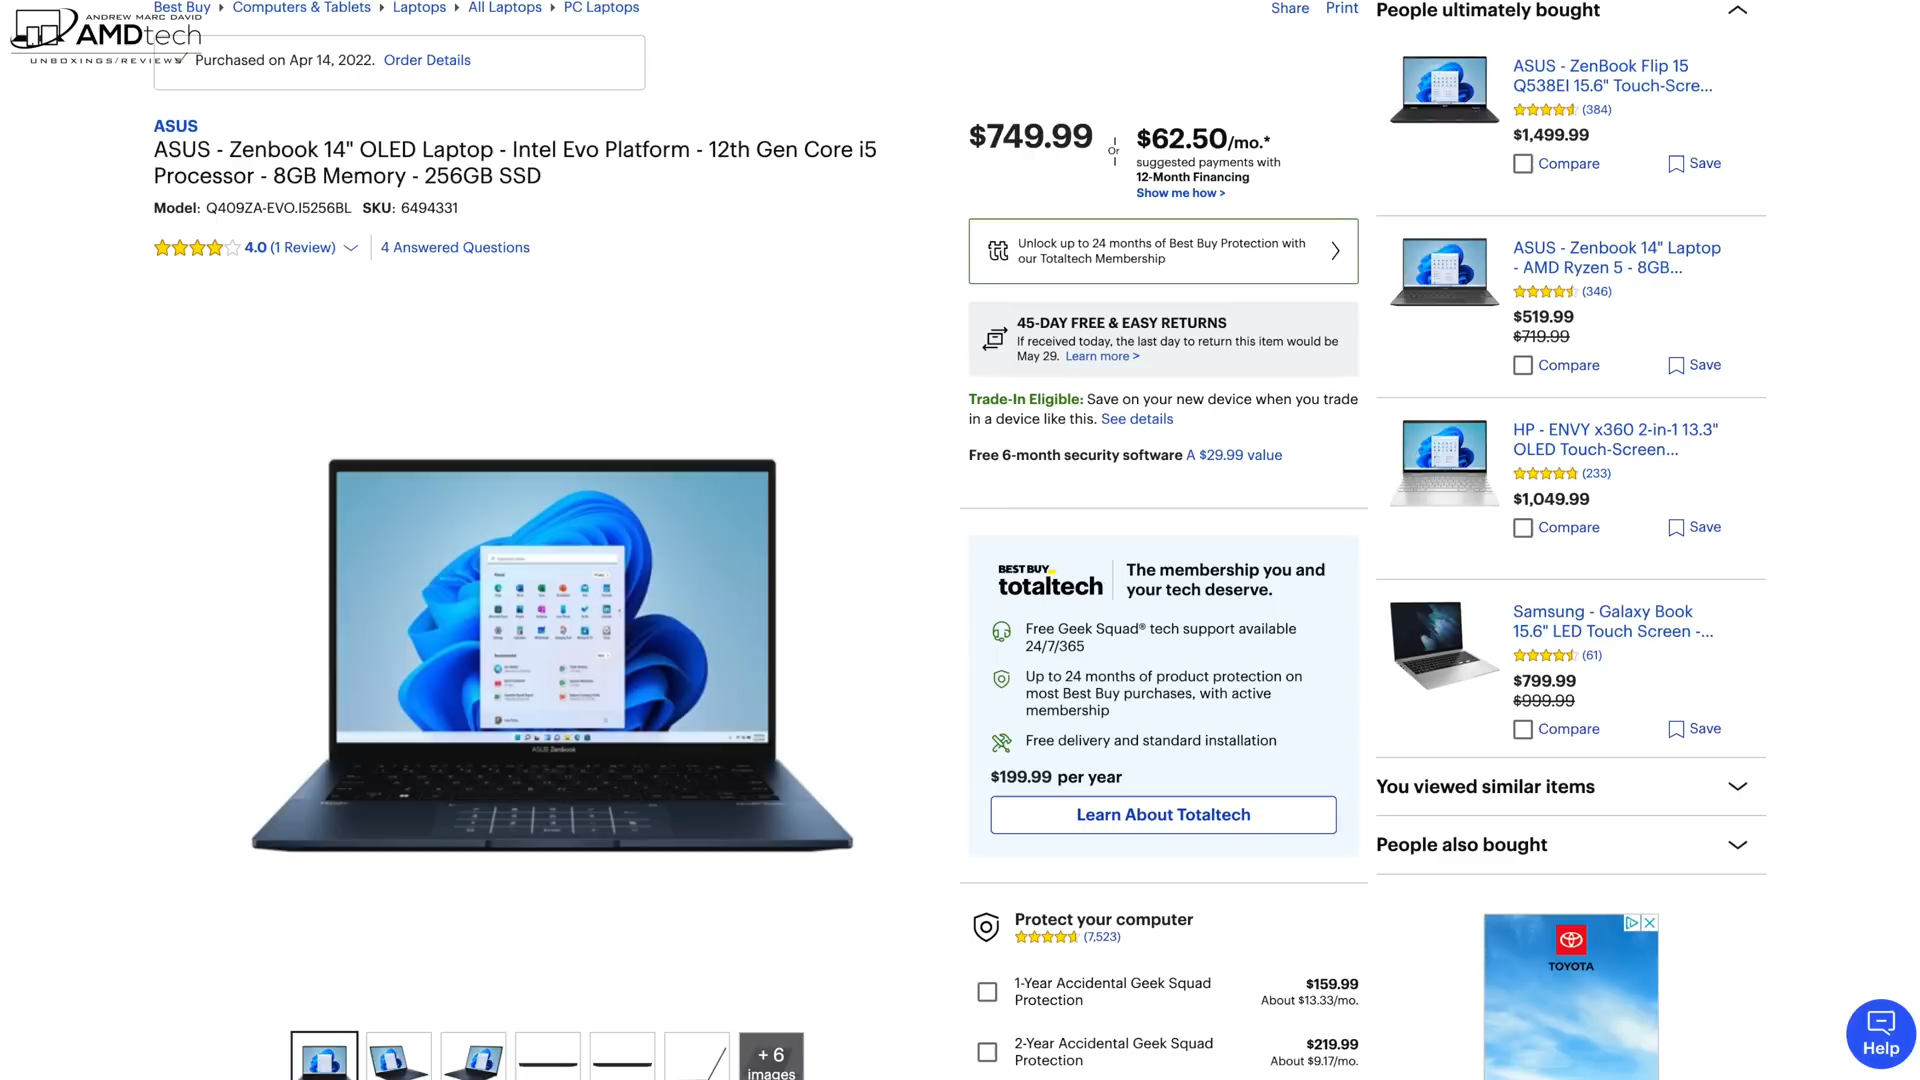 Best Buy Computers & Tablets Laptops All Laptops PC Laptops
Share Print
ANDREW MARC DAVID
AMDtech
UNBOXINGS/REVIEWS
Purchased on Apr 14, 2022. Order Details
ASUS
ASUS - Zenbook 14" OLED Laptop - Intel Evo Platform - 12th Gen Core i5
Processor - 8GB Memory - 256GB SSD
Model: Q409ZA-EVO.I5256BL SKU: 6494331
4.0 (1 Review) 4 Answered Questions
ASUS Zenbook
+ 6
images
$749.99
Or
$62.50/mo.*
suggested payments with
12-Month Financing
Show me how >
Unlock up to 24 months of Best Buy Protection with
our Totaltech Membership
45-DAY FREE & EASY RETURNS
If received today, the last day to return this item would be
May 29. Learn more >
Trade-In Eligible: Save on your new device when you trade
in a device like this. See details
Free 6-month security software A $29.99 value
BEST BUY
totaltech
The membership you and
your tech deserve.
Free Geek Squad® tech support available
24/7/365
Up to 24 months of product protection on
most Best Buy purchases, with active
membership
Free delivery and standard installation
$199.99 per year
Learn About Totaltech
Protect your computer
(7,523)
1-Year Accidental Geek Squad
Protection
$159.99
About $13.33/mo.
2-Year Accidental Geek Squad
Protection
$219.99
About $9.17/mo.
People ultimately bought
ASUS - ZenBook Flip 15
Q538EI 15.6" Touch-Scre...
(384)
$1,499.99
Compare Save
ASUS - Zenbook 14" Laptop
- AMD Ryzen 5 - 8GB...
(346)
$519.99
$719.99
Compare Save
HP - ENVY x360 2-in-1 13.3"
OLED Touch-Screen...
(233)
$1,049.99
Compare Save
Samsung - Galaxy Book
15.6" LED Touch Screen -...
(61)
$799.99
$999.99
Compare Save
You viewed similar items
People also bought
TOYOTA
Help